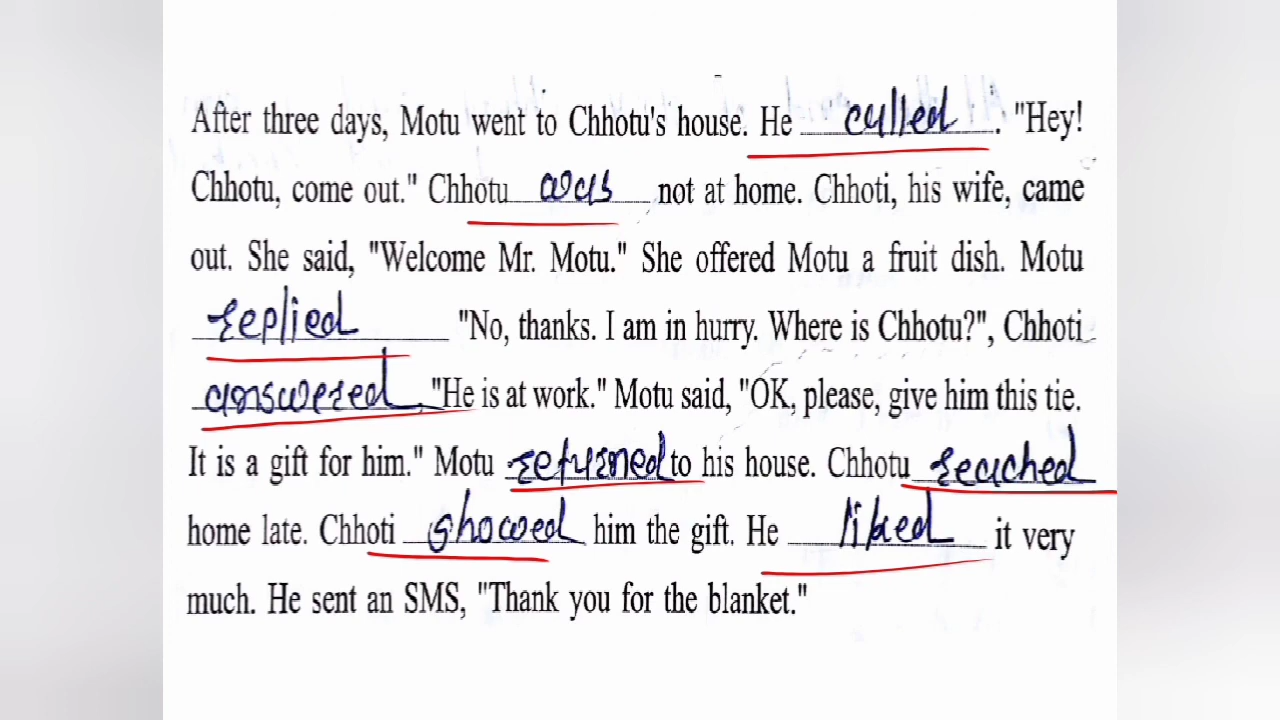 After three days, Motu went to Chhotu's house. He called. "Hey!
Chhotu, come out." Chhotu was not at home. Chhoti, his wife, came
out. She said, "Welcome Mr. Motu." She offered Motu a fruit dish. Motu
replied "No, thanks. I am in hurry. Where is Chhotu?", Chhoti
answered, "He is at work." Motu said, "OK, please, give him this tie.
It is a gift for him." Motu returned to his house. Chhotu reached
home late. Chhoti showed him the gift. He liked it very
much. He sent an SMS, "Thank you for the blanket."